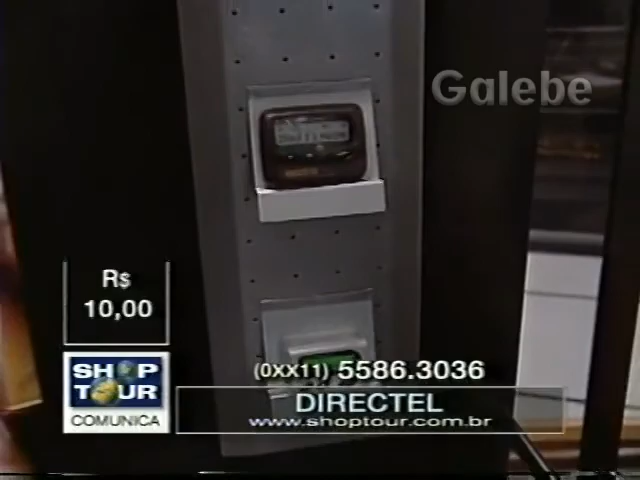 Galebe
R$
10,00
SHOP
TOUR
COMUNICA
(0XX11) 5586.3036
DIRECTEL
www.shoptour.com.br